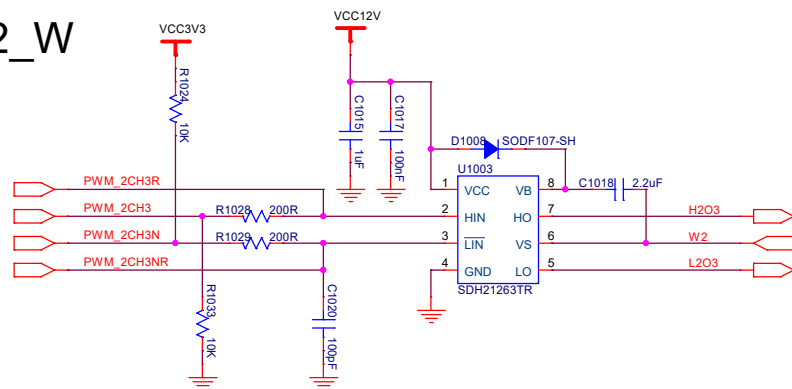 2_W
VCC3V3
VCC12V
R1024
10K
C1015
1uF
C1017
100nF
D1008 SODF107-SH
U1003
C1018 2.2uF
PWM_2CH3R
1 VCC VB 8
PWM_2CH3 R1028 200R
2 HIN HO 7 H2O3
PWM_2CH3N R1029 200R
3 LIN VS 6 W2
PWM_2CH3NR
4 GND LO 5 L2O3
SDH21263TR
R1033
10K
C1020
100pF